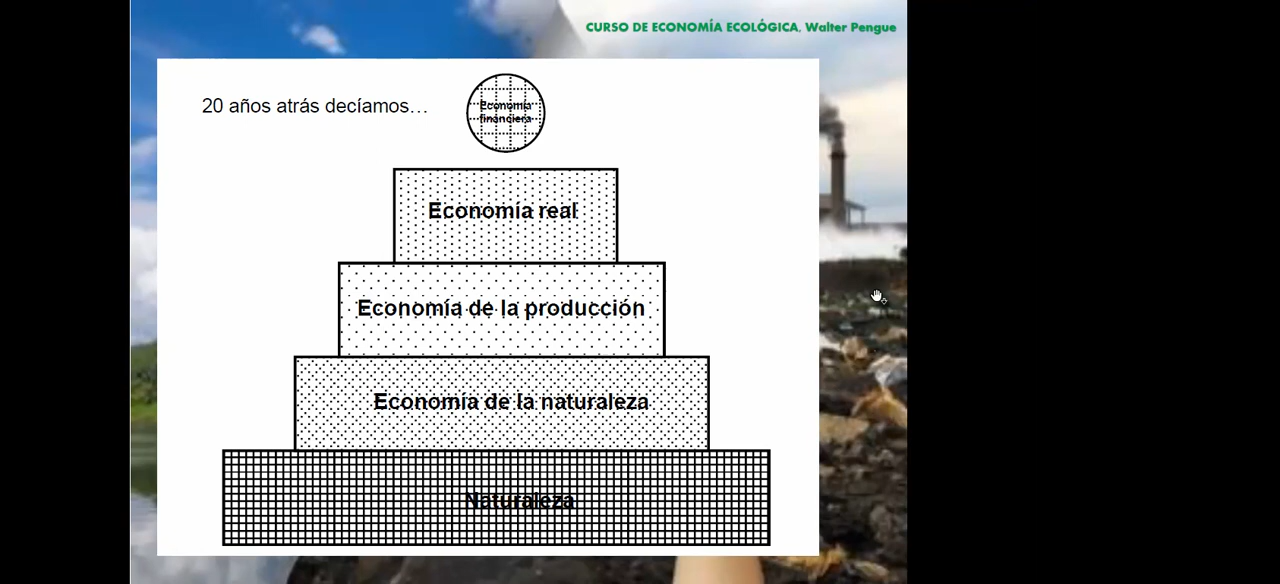 CURSO DE ECONOMÍA ECOLÓGICA, Walter Pengue
20 años atrás decíamos…
Economía
financiera
Economía real
Economía de la producción
Economía de la naturaleza
Naturaleza